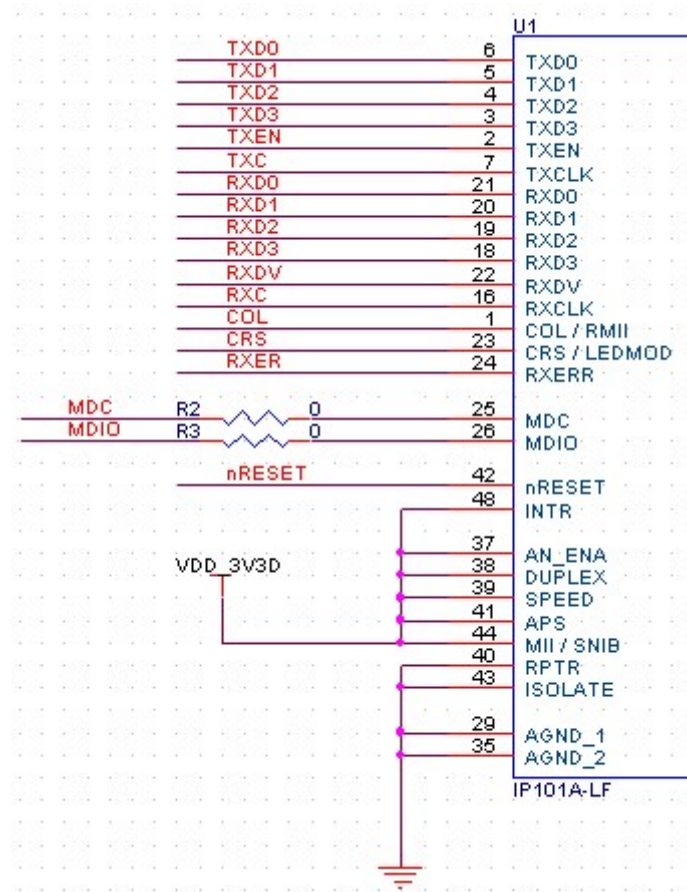 U1
TXD0 6 TXD0
TXD1 5 TXD1
TXD2 4 TXD2
TXD3 3 TXD3
TXEN 2 TXEN
TXC 7 TXCLK
RXD0 21 RXD0
RXD1 20 RXD1
RXD2 19 RXD2
RXD3 18 RXD3
RXDV 22 RXDV
RXC 16 RXCLK
COL 1 COL / RMII
CRS 23 CRS / LEDMOD
RXER 24 RXERR
MDC R2 0 25 MDC
MDIO R3 0 26 MDIO
nRESET 42 nRESET
48 INTR
37 AN_ENA
VDD_3V3D 38 DUPLEX
39 SPEED
41 APS
44 MII / SNIB
40 RPTR
43 ISOLATE
29 AGND_1
35 AGND_2
IP101A-LF